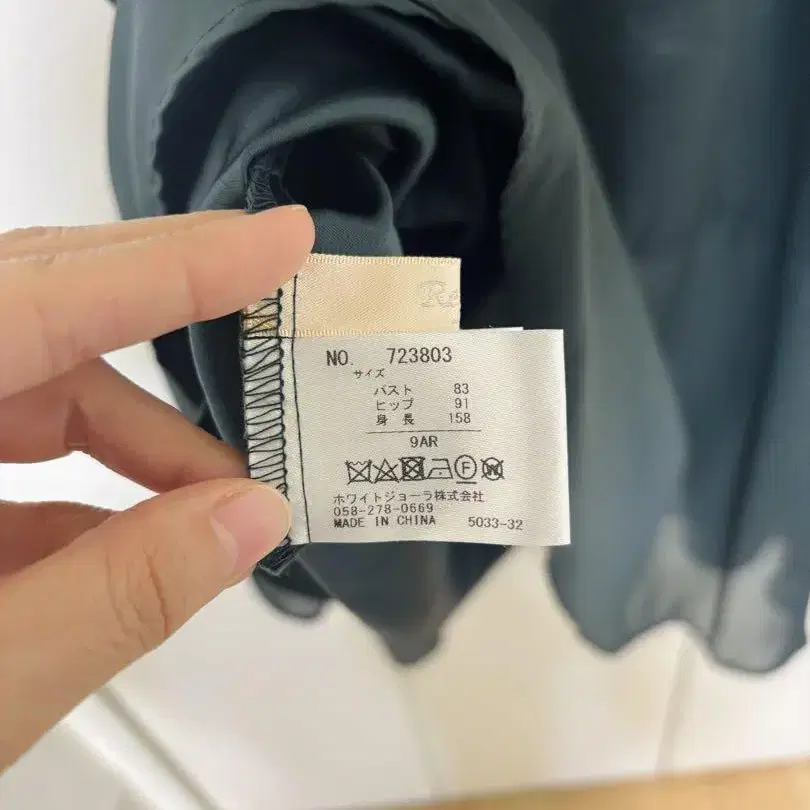 Re
NO. 723803
サイズ
バスト 83
ヒップ 91
身長 158
9AR
F
W
ホワイトジョーラ株式会社
058-278-0669
MADE IN CHINA 5033-32